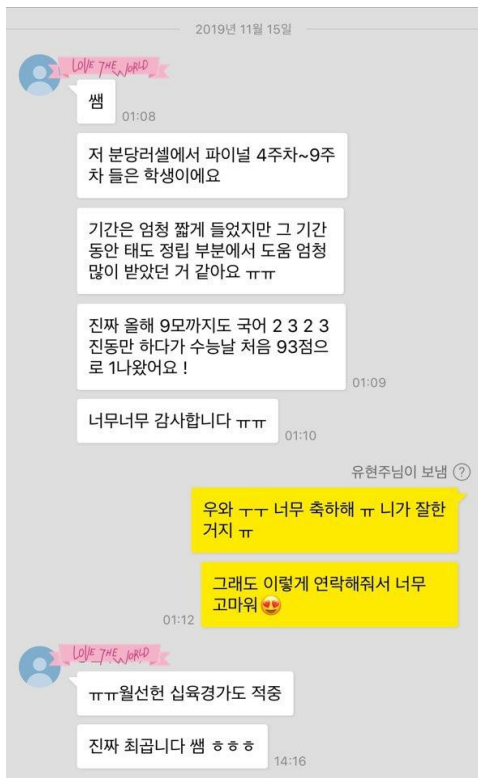 2019년 11월 15일
LOVE THE WORLD
쌤
01:08
저 분당러셀에서 파이널 4주차~9주
차 들은 학생이에요
기간은 엄청 짧게 들었지만 그 기간
동안 태도 정립 부분에서 도움 엄청
많이 받았던 거 같아요 ㅠㅠ
진짜 올해 9모까지도 국어 2 3 2 3
진동만 하다가 수능날 처음 93점으
로 1나왔어요 !
01:09
너무너무 감사합니다 ㅠㅠ
01:10
유현주님이 보냄 ?
우와 ㅜㅜ 너무 축하해 ㅠ 니가 잘한
거지 ㅠ
그래도 이렇게 연락해줘서 너무
고마워😍
01:12
LOVE THE WORLD
ㅠㅠ월선헌 십육경가도 적중
진짜 최곱니다 쌤 ㅎㅎㅎ
14:16